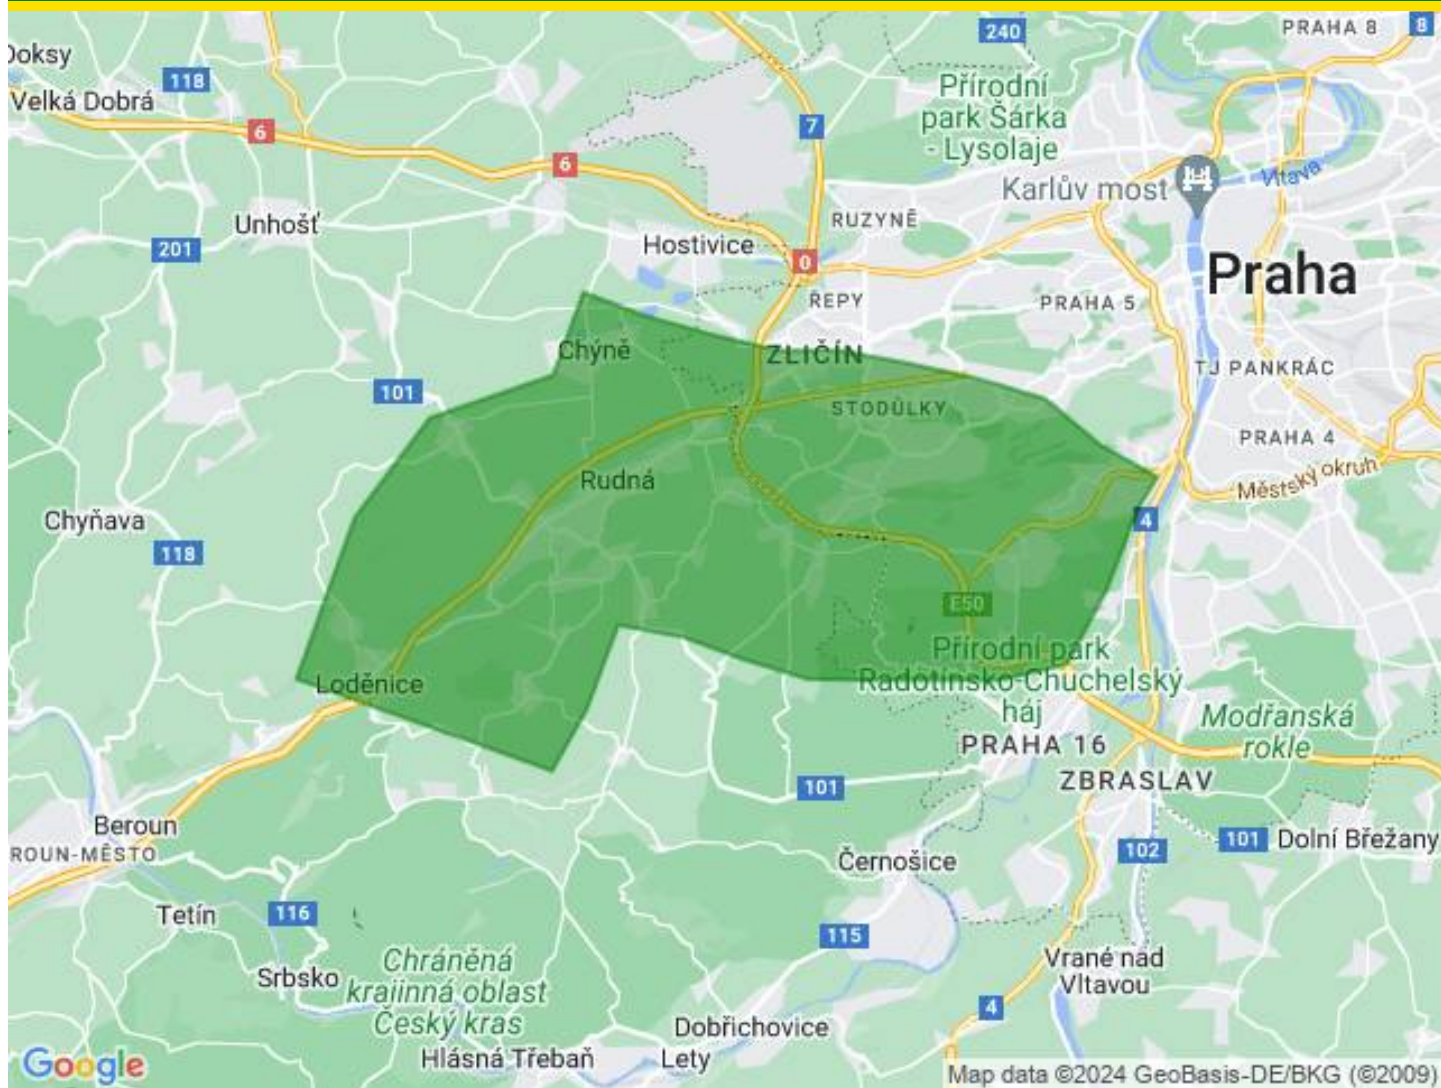 240
PRAHA 8
8
Doksy
118
Velká Dobrá
6
7
Přírodní
park Šárka
- Lysolaje
6
Karlův most
Vltava
Unhošť
RUZYNĚ
201
Hostivice
0
Praha
ŘEPY
PRAHA 5
Chýně
ZLIČÍN
TJ PANKRÁC
101
STODŮLKY
PRAHA 4
Rudná
Městský okruh
Chyňava
4
118
E50
Přírodní park
Radotínsko-Chuchelský
háj
Loděnice
Modřanská
rokle
PRAHA 16
ZBRASLAV
101
Beroun
ROUN-MĚSTO
101
Dolní Břežany
102
Černošice
Tetín
116
115
Srbsko
Chráněná
krajinná oblast
Český kras
Vrané nad
Vltavou
4
Dobřichovice
Hlásná Třebaň
Lety
Google
Map data ©2024 GeoBasis-DE/BKG (©2009)